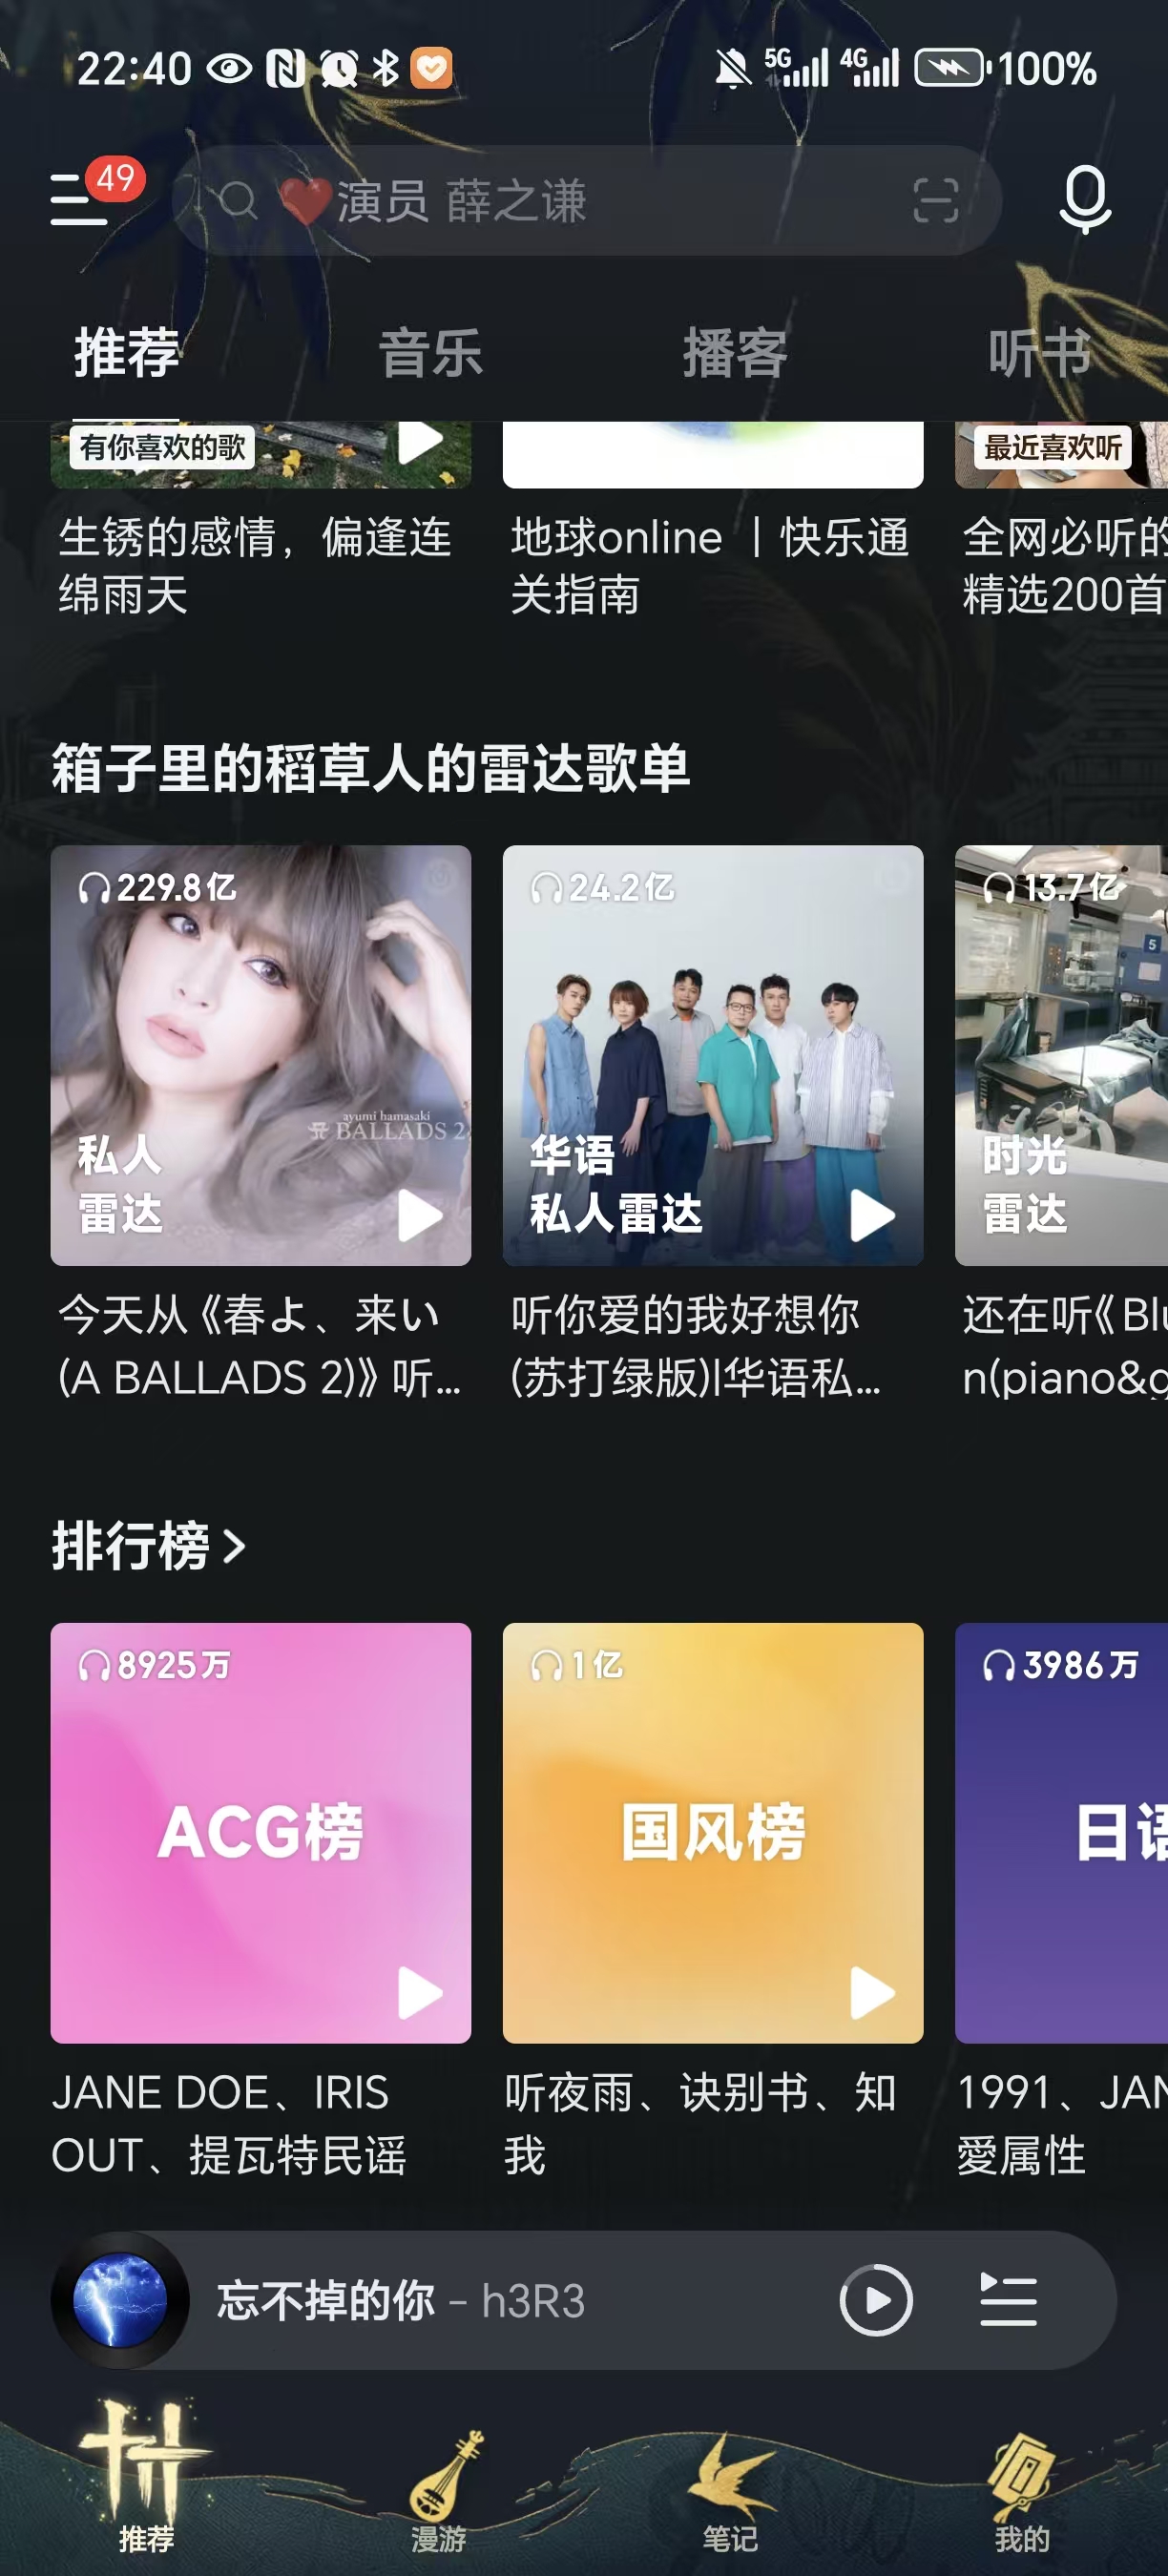 22:40 5G 4G 100%
49
❤️演员 薛之谦
推荐 音乐 播客 听书
有你喜欢的歌
最近喜欢听
生锈的感情，偏逢连
绵雨天
地球online ｜快乐通
关指南
全网必听的
精选200首
箱子里的稻草人的雷达歌单
229.8亿
ayumi hamasaki
A BALLADS 2
私人
雷达
今天从《春よ、来い
(A BALLADS 2)》听...
24.2亿
华语
私人雷达
听你爱的我好想你
(苏打绿版)|华语私...
13.7亿
5
时光
雷达
还在听《Blu
n(piano&g
排行榜 >
8925万
ACG榜
JANE DOE、IRIS
OUT、提瓦特民谣
1亿
国风榜
听夜雨、诀别书、知
我
3986万
日语
1991、JAN
愛属性
忘不掉的你 - h3R3
推荐 漫游 笔记 我的